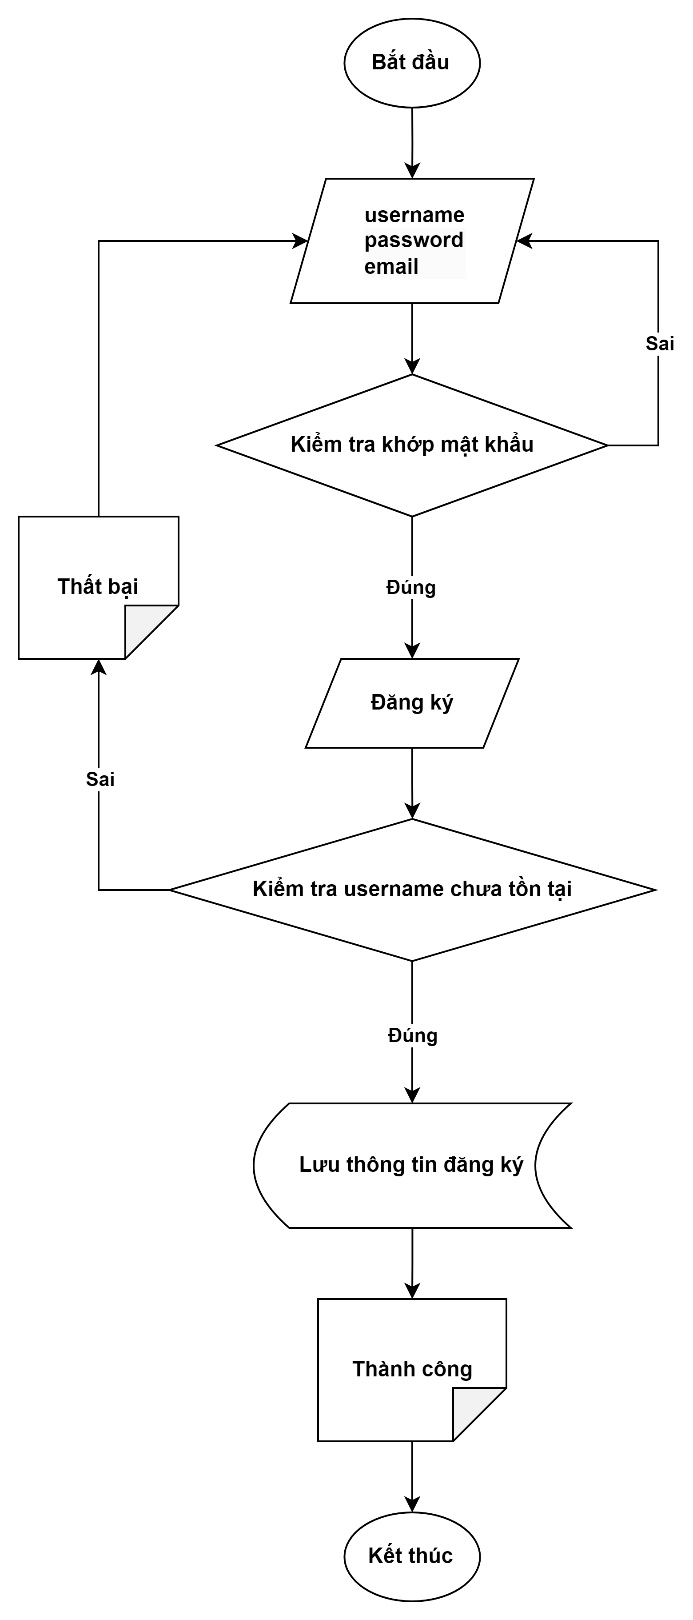 Bắt đầu
username
password
email
Sai
Kiểm tra khớp mật khẩu
Thất bại
Đúng
Đăng ký
Sai
Kiểm tra username chưa tồn tại
Đúng
Lưu thông tin đăng ký
Thành công
Kết thúc